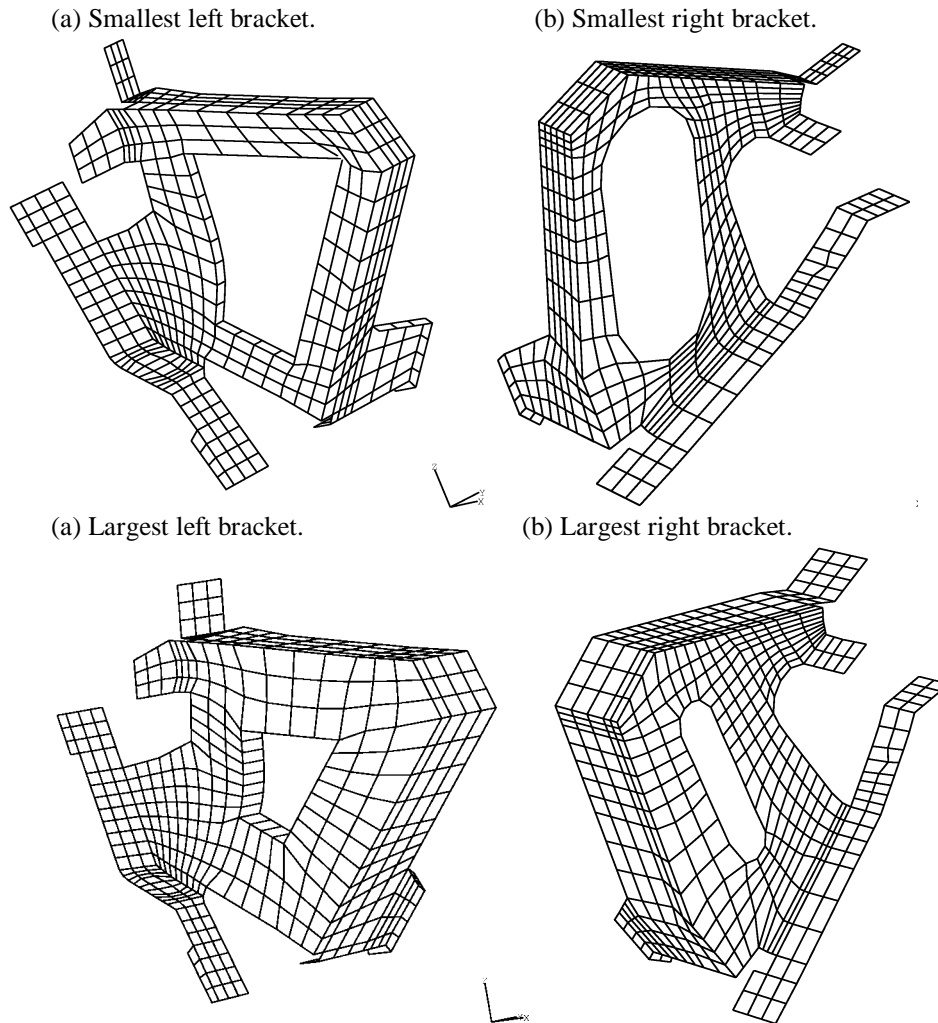 (a) Smallest left bracket.
(b) Smallest right bracket.
Z
Y
X
(a) Largest left bracket.
(b) Largest right bracket.